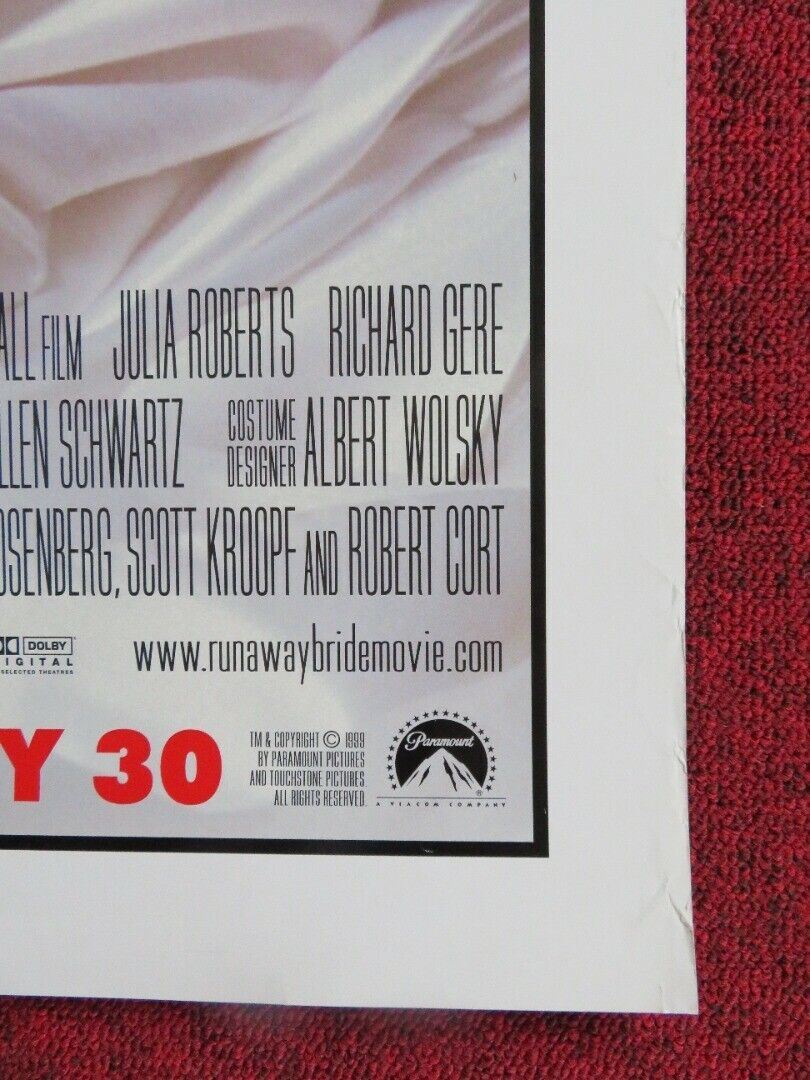 ALL FILM JULIA ROBERTS RICHARD GERE
LLEN SCHWARTZ COSTUME DESIGNER ALBERT WOLSKY
OSENBERG, SCOTT KROOPF AND ROBERT CORT
DOLBY
DIGITAL
SELECTED THEATRES
www.runawaybridemovie.com
Y 30
TM & COPYRIGHT © 1999
BY PARAMOUNT PICTURES
AND TOUCHSTONE PICTURES.
ALL RIGHTS RESERVED.
Paramount
®
A VIACOM COMPANY